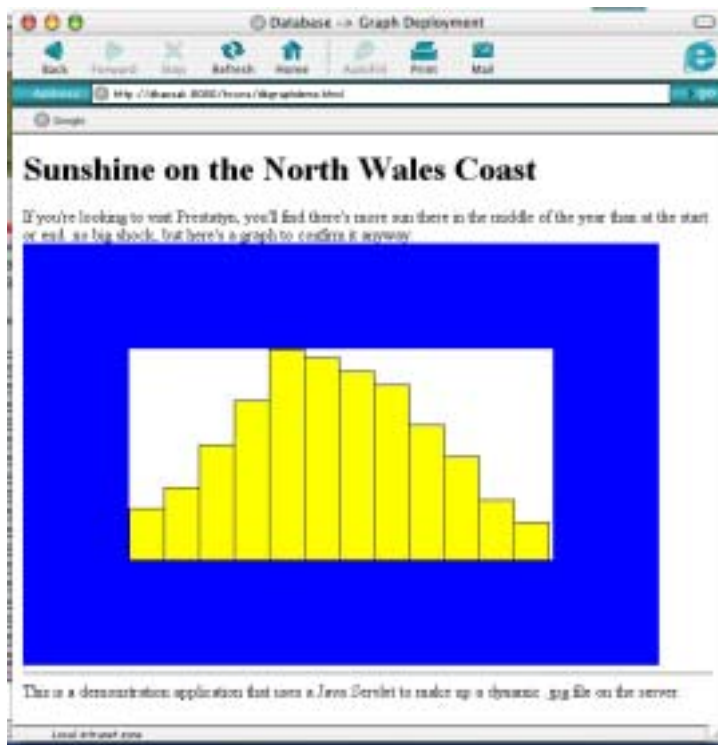 Database -> Graph Deployment
Back Forward Stop Refresh Home AutoFill Print Mail
Google
Sunshine on the North Wales Coast
If you're looking to visit Prestatyn, you'll find there's more sun there in the middle of the year than at the start
or end. no big shock, but here's a graph to confirm it anyway
This is a demonstration application that uses a Java Servlet to make up a dynamic .jpg file on the server.
Local intranet zone